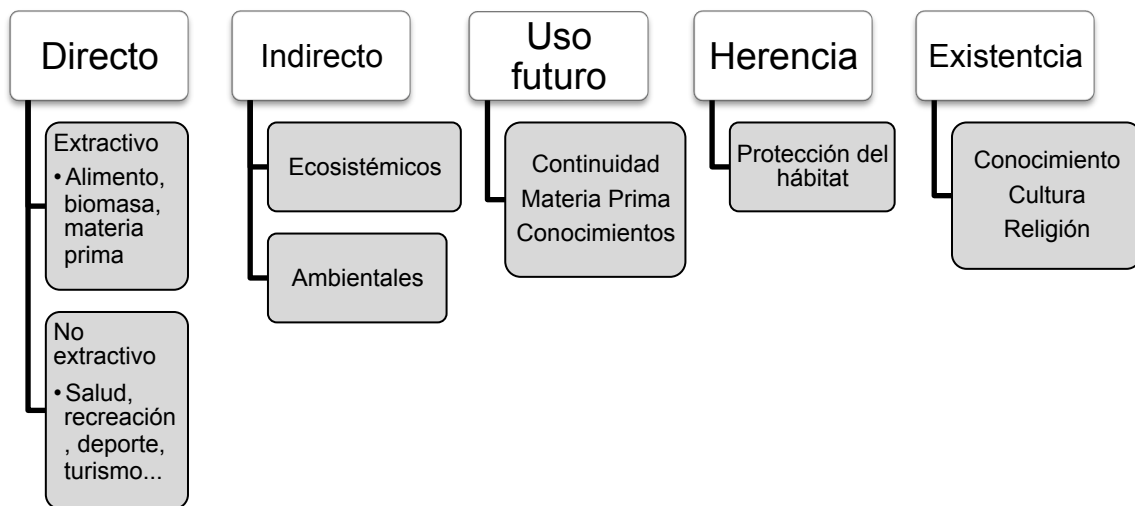 Directo
Extractivo
• Alimento,
biomasa,
materia
prima
No
extractivo
• Salud,
recreación
, deporte,
turismo...
Indirecto
Ecosistémicos
Ambientales
Uso
futuro
Continuidad
Materia Prima
Conocimientos
Herencia
Protección del
hábitat
Existentcia
Conocimiento
Cultura
Religión